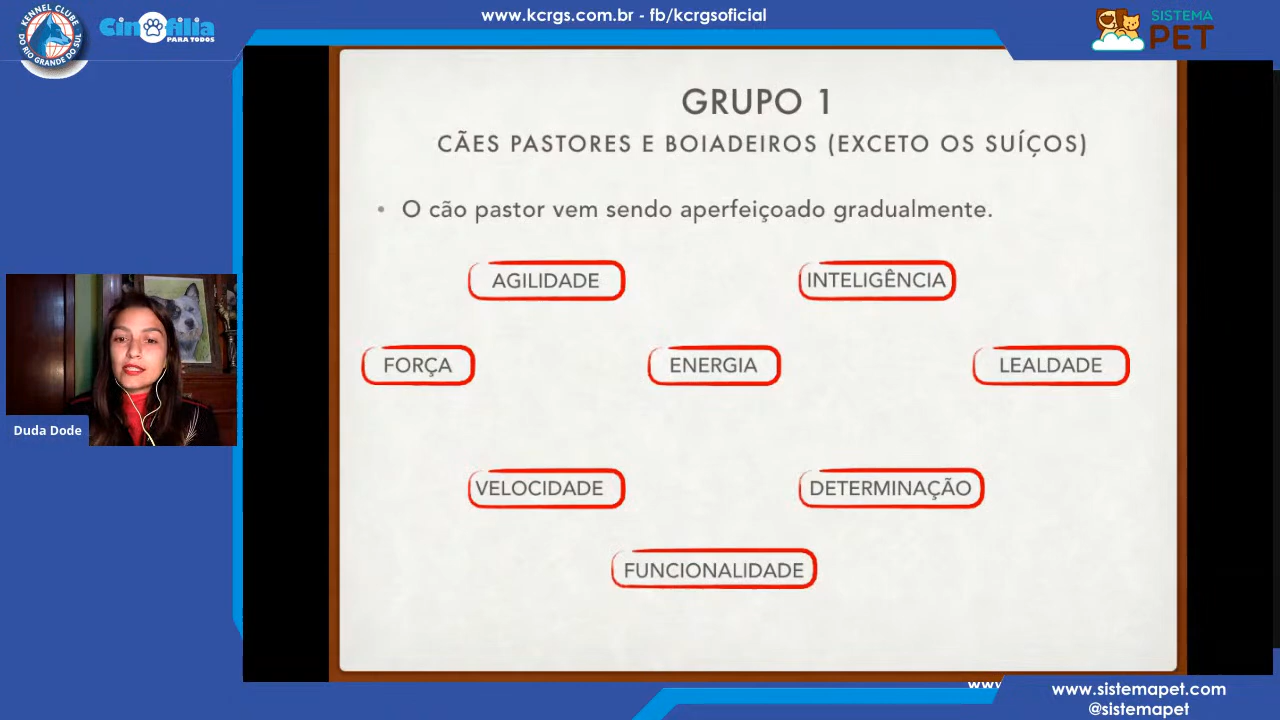 www.kcrgs.com.br - fb/kcrgsoficial
KENNEL CLUBE
DO RIO GRANDE DO SUL
Cinofilia
PARA TODOS
SISTEMA
PET
GRUPO 1
CÃES PASTORES E BOIADEIROS (EXCETO OS SUÍÇOS)
• O cão pastor vem sendo aperfeiçoado gradualmente.
AGILIDADE
INTELIGÊNCIA
FORÇA
ENERGIA
LEALDADE
Duda Dode
VELOCIDADE
DETERMINAÇÃO
FUNCIONALIDADE
www
www.sistemapet.com
@sistemapet